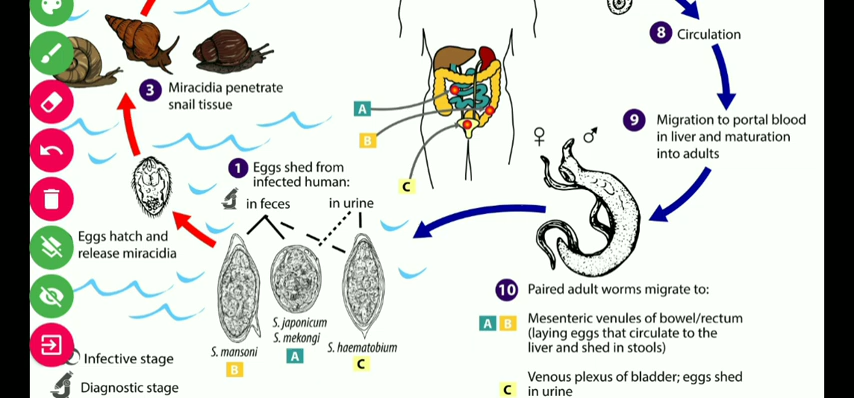 8 Circulation
3 Miracidia penetrate
snail tissue
A
B
C
9 Migration to portal blood
in liver and maturation
into adults
♀ ♂
1 Eggs shed from
infected human:
in feces
in urine
Eggs hatch and
release miracidia
10 Paired adult worms migrate to:
A B Mesenteric venules of bowel/rectum
(laying eggs that circulate to the
liver and shed in stools)
C Venous plexus of bladder; eggs shed
in urine
S. mansoni
B
S. japonicum
S. mekongi
A
S. haematobium
C
Infective stage
Diagnostic stage